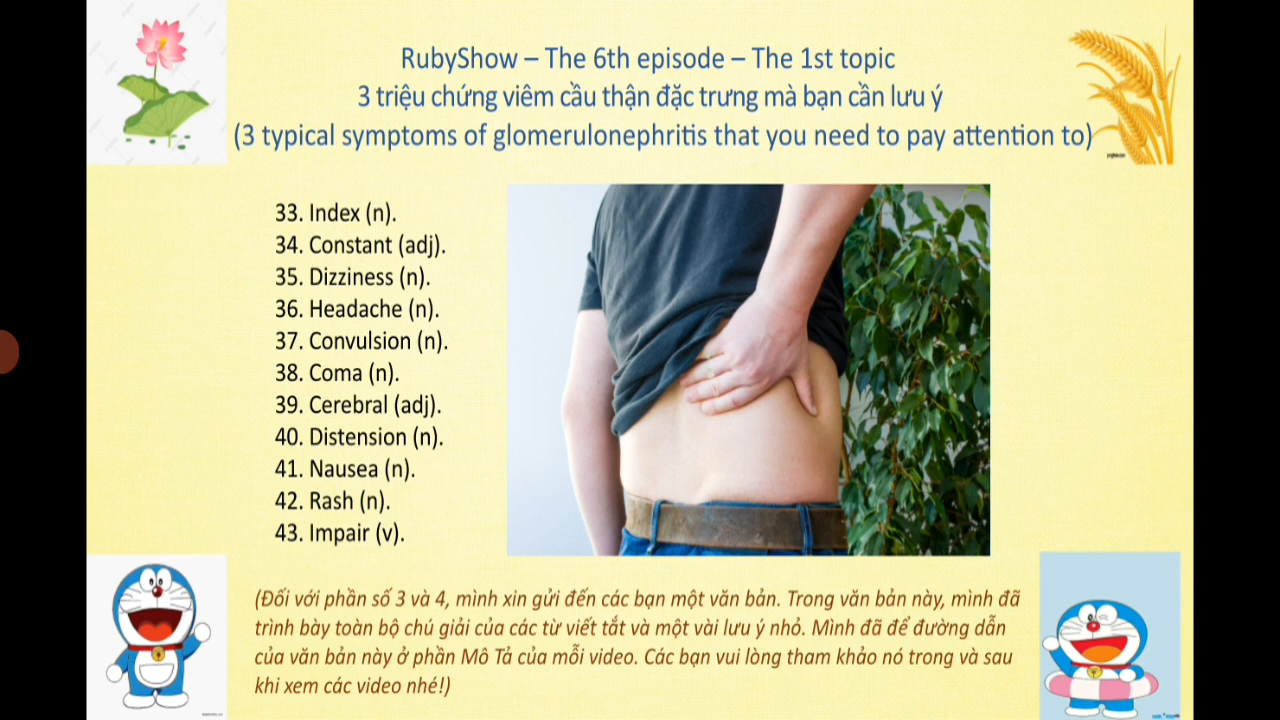 RubyShow – The 6th episode – The 1st topic
3 triệu chứng viêm cầu thận đặc trưng mà bạn cần lưu ý
(3 typical symptoms of glomerulonephritis that you need to pay attention to)
33. Index (n).
34. Constant (adj).
35. Dizziness (n).
36. Headache (n).
37. Convulsion (n).
38. Coma (n).
39. Cerebral (adj).
40. Distension (n).
41. Nausea (n).
42. Rash (n).
43. Impair (v).
(Đối với phần số 3 và 4, mình xin gửi đến các bạn một văn bản. Trong văn bản này, mình đã
trình bày toàn bộ chú giải của các từ viết tắt và một vài lưu ý nhỏ. Mình đã để đường dẫn
của văn bản này ở phần Mô Tả của mỗi video. Các bạn vui lòng tham khảo nó trong và sau
khi xem các video nhé!)